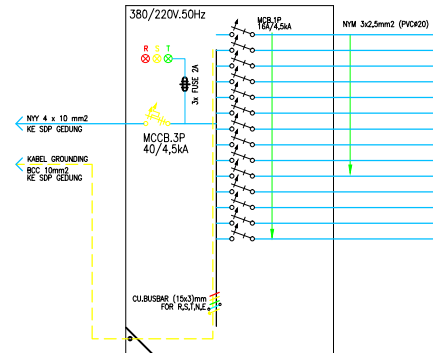 380/220V.50Hz
MCB.1P
16A/4,5kA
NYM 3x2,5mm2 (PVC#20)
R S T
3x FUSE 2A
NYY 4 x 10 mm2
KE SDP GEDUNG
MCCB.3P
40/4,5kA
KABEL GROUNDING
BCC 10mm2
KE SDP GEDUNG
CU.BUSBAR (15x3)mm
FOR R,S,T,N,E